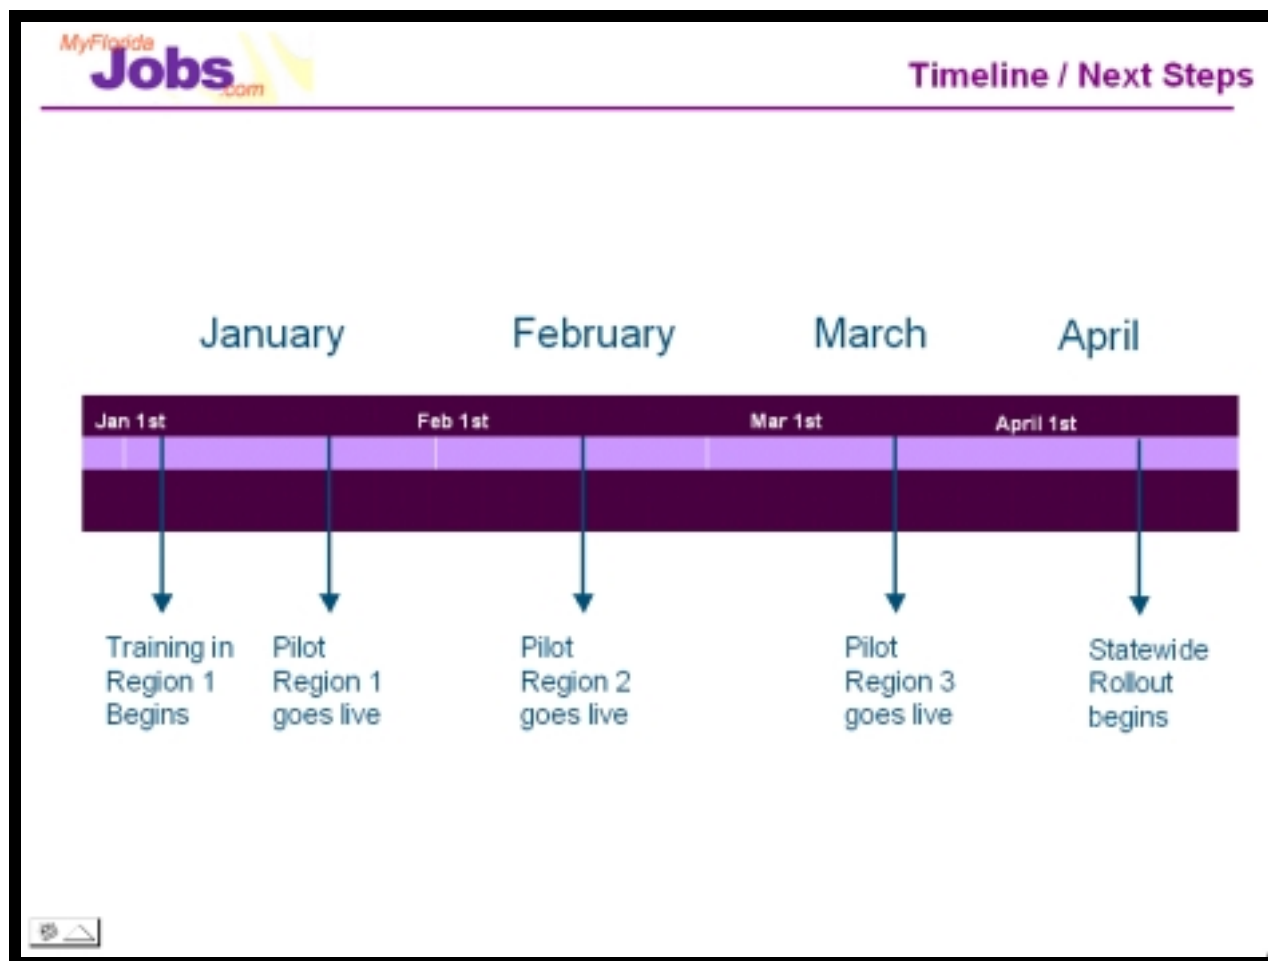 MyFlorida
Jobs
.com
Timeline / Next Steps
January February March April
Jan 1st Feb 1st Mar 1st April 1st
Training in
Region 1
Begins
Pilot
Region 1
goes live
Pilot
Region 2
goes live
Pilot
Region 3
goes live
Statewide
Rollout
begins